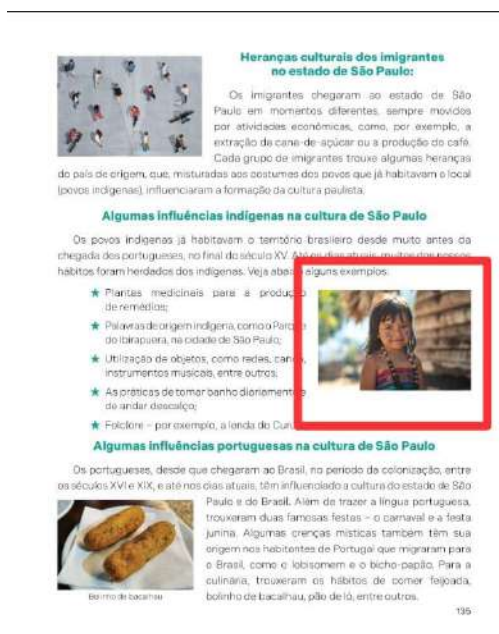 Heranças culturais dos imigrantes
no estado de São Paulo:
Os imigrantes chegaram ao estado de São
Paulo em momentos diferentes, sempre movidos
por atividades econômicas, como, por exemplo, a
extração da cana-de-açúcar ou a produção do café.
Cada grupo de imigrantes trouxe algumas heranças
do país de origem, que, misturadas aos costumes dos povos que já habitavam o local
(povos indígenas), influenciaram a formação da cultura paulista.
Algumas influências indígenas na cultura de São Paulo
Os povos indígenas já habitavam o território brasileiro desde muito antes da
chegada dos portugueses, no final do século XV. Até os dias atuais, muitos dos nossos
hábitos foram herdados dos indígenas. Veja abaixo alguns exemplos:
★ Plantas medicinais para a produção
de remédios;
★ Palavras de origem indígena, como o Parque
do Ibirapuera, na cidade de São Paulo;
★ Utilização de objetos, como redes,
instrumentos musicais, entre outros;
★ As práticas de tomar banho diariamente e
de andar descalço;
★ Folclore – por exemplo, a lenda do
Algumas influências portuguesas na cultura de São Paulo
Os portugueses, desde que chegaram ao Brasil, no período da colonização, entre
os séculos XVI e XIX, e até nos dias atuais, têm influenciado a cultura do estado de São
Paulo e do Brasil. Além de trazer a língua portuguesa,
trouxeram duas famosas festas – o carnaval e a festa
junina. Algumas crenças místicas também têm sua
origem nos habitantes de Portugal que migraram para
o Brasil, como o lobisomem e o bicho-papão. Para a
culinária, trouxeram os hábitos de comer feijoada,
bolinho de bacalhau, pão de ló, entre outros.
Bolinho de bacalhau
135